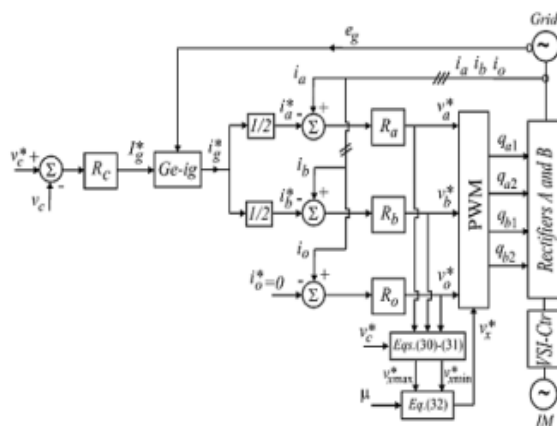 Grid
e_g
i_a
i_a i_b i_o
v_c*
+
Σ
-
v_c
R_c
I_g*
Ge-ig
i_g*
1/2
i_a*
-
+
Σ
R_a
v_a*
1/2
i_b
i_b*
-
+
Σ
R_b
v_b*
i_o
i_o*=0
-
+
Σ
R_o
v_o*
PWM
q_a1
q_a2
q_b1
q_b2
Rectifiers A and B
v_c*
Eqs.(30)-(31)
v_x*
v_xmax*
v_xmin*
μ
Eq.(32)
VSI-Ctr
IM